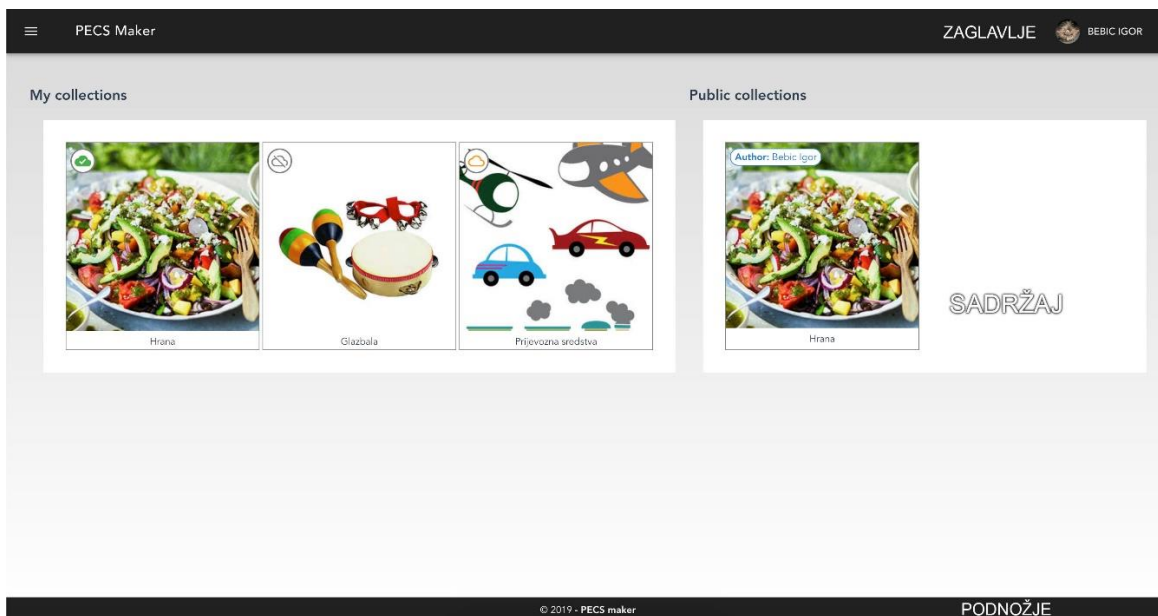 PECS Maker
ZAGLAVLJE
BEBIC IGOR
My collections
Public collections
Hrana
Glazbala
Prijevozna sredstva
Author: Bebic Igor
Hrana
SADRŽAJ
© 2019 - PECS maker
PODNOŽJE